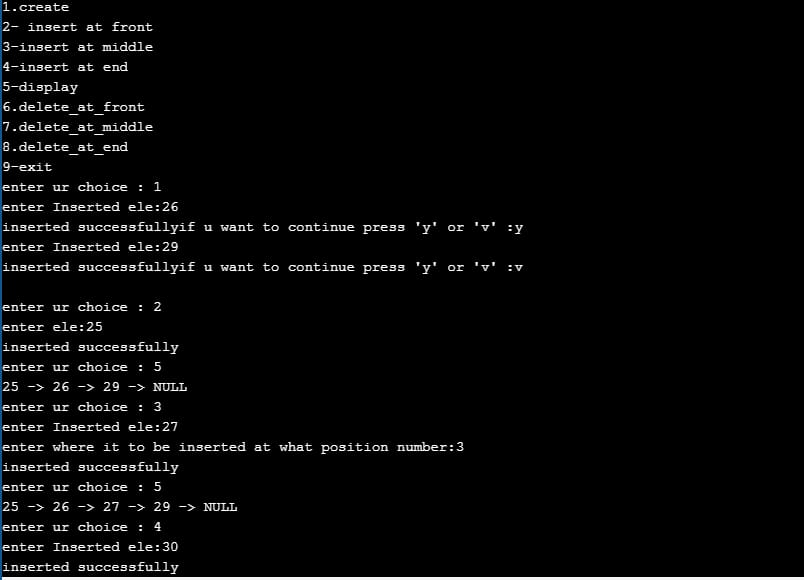 1.create
2- insert at front
3-insert at middle
4-insert at end
5-display
6.delete_at_front
7.delete_at_middle
8.delete_at_end
9-exit
enter ur choice : 1
enter Inserted ele:26
inserted successfullyif u want to continue press 'y' or 'v' :y
enter Inserted ele:29
inserted successfullyif u want to continue press 'y' or 'v' :v
enter ur choice : 2
enter ele:25
inserted successfully
enter ur choice : 5
25 -> 26 -> 29 -> NULL
enter ur choice : 3
enter Inserted ele:27
enter where it to be inserted at what position number:3
inserted successfully
enter ur choice : 5
25 -> 26 -> 27 -> 29 -> NULL
enter ur choice : 4
enter Inserted ele:30
inserted successfully